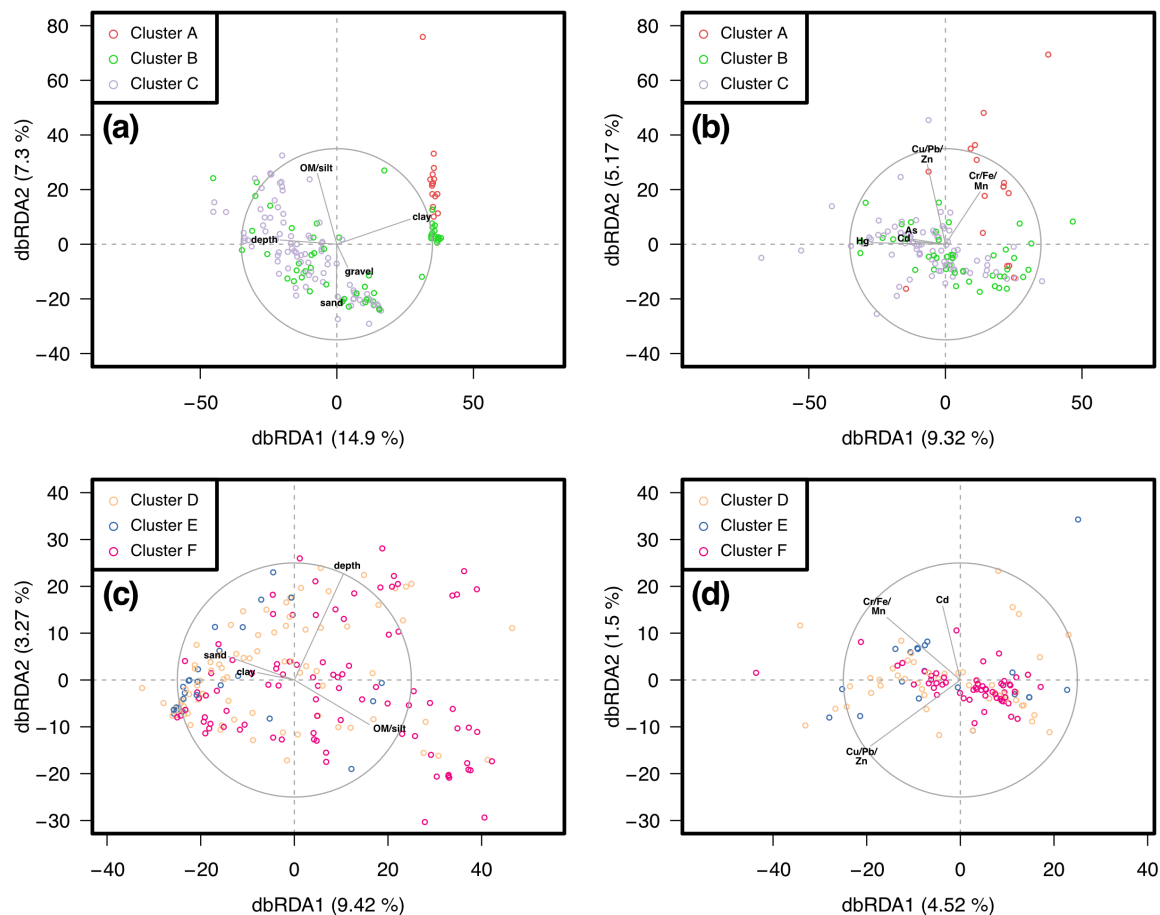 Cluster A
Cluster B
Cluster C
(a)
80
60
40
20
0
−20
−40
dbRDA2 (7.3 %)
OM/silt
clay
depth
gravel
sand
−50
0
50
dbRDA1 (14.9 %)
Cluster A
Cluster B
Cluster C
(b)
80
60
40
20
0
−20
−40
dbRDA2 (5.17 %)
Cu/Pb/
Zn
Cr/Fe/
Mn
As
Cd
Hg
−50
0
50
dbRDA1 (9.32 %)
Cluster D
Cluster E
Cluster F
(c)
40
30
20
10
0
−10
−20
−30
dbRDA2 (3.27 %)
depth
sand
clay
OM/silt
−40
−20
0
20
40
dbRDA1 (9.42 %)
Cluster D
Cluster E
Cluster F
(d)
40
30
20
10
0
−10
−20
−30
dbRDA2 (1.5 %)
Cr/Fe/
Mn
Cd
Cu/Pb/
Zn
−40
−20
0
20
40
dbRDA1 (4.52 %)